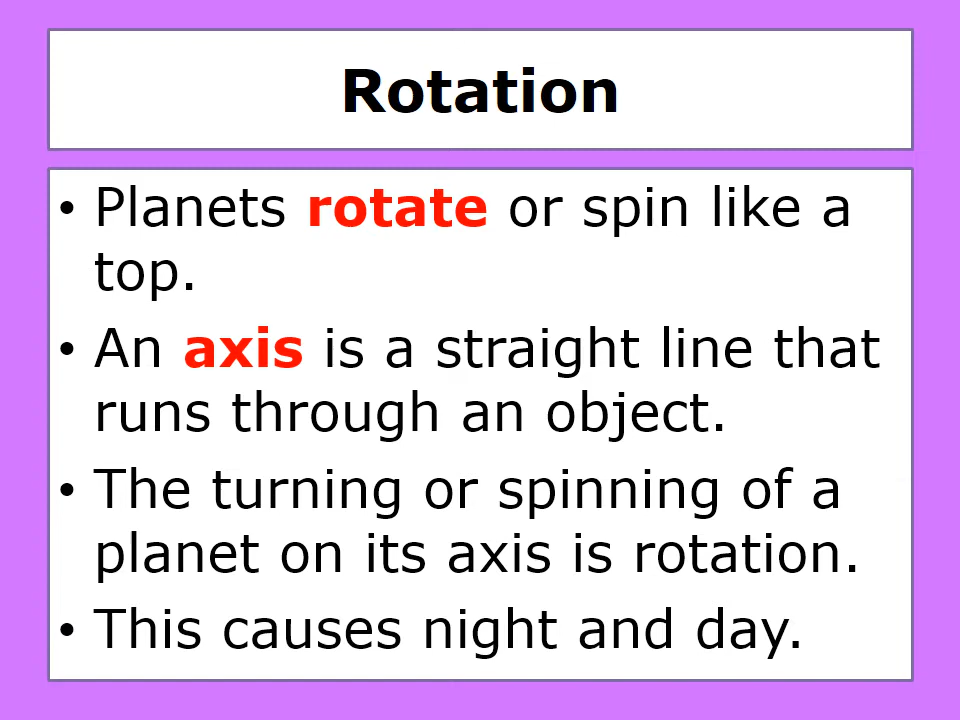 Rotation
• Planets rotate or spin like a
top.
• An axis is a straight line that
runs through an object.
• The turning or spinning of a
planet on its axis is rotation.
• This causes night and day.